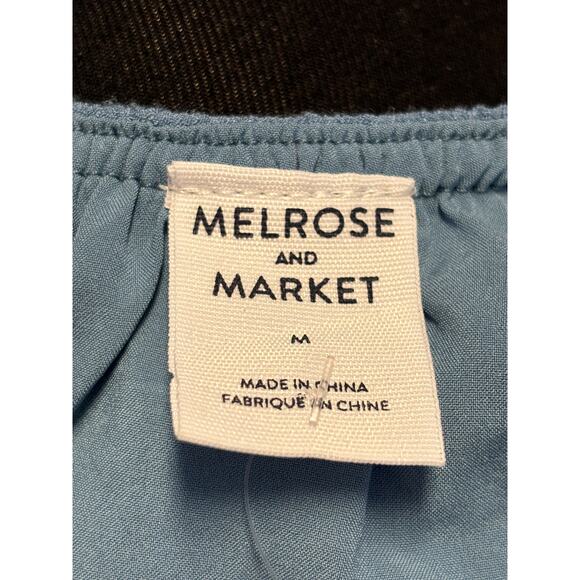 MELROSE
AND
MARKET
M
MADE IN CHINA
FABRIQUÉ EN CHINE